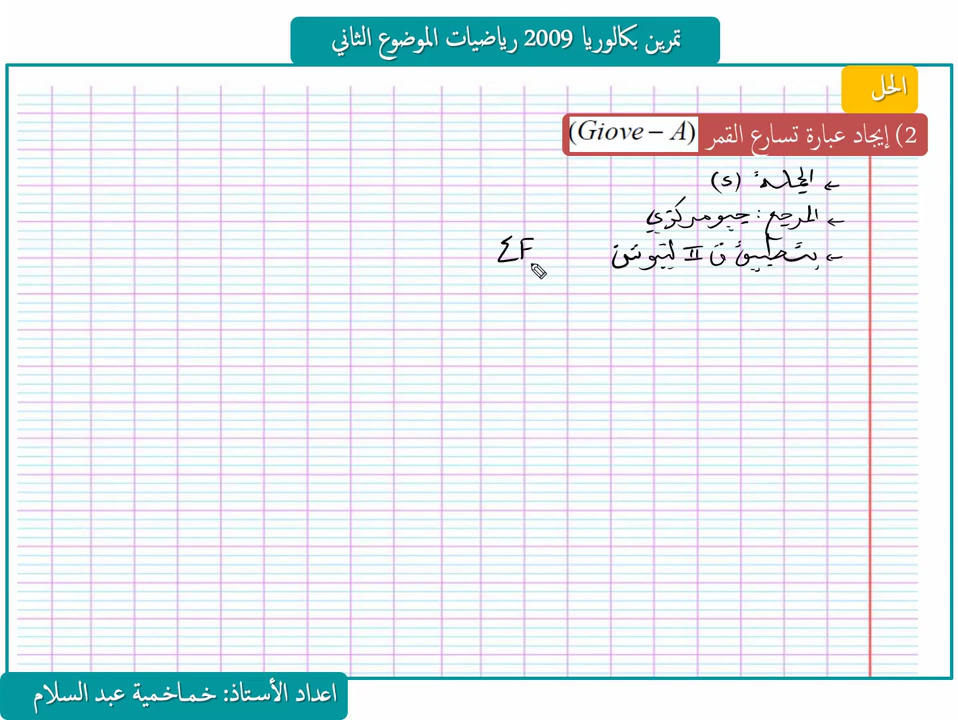 تمرين بكالوريا 2009 رياضيات الموضوع الثاني
الحل
2) إيجاد عبارة تسارع القمر (Giove – A)
← الجملة (S)
← المرجع : جيومركزي
← بتطبيق ق II لنيوتن ΣF
اعداد الأستاذ: خماخمية عبد السلام